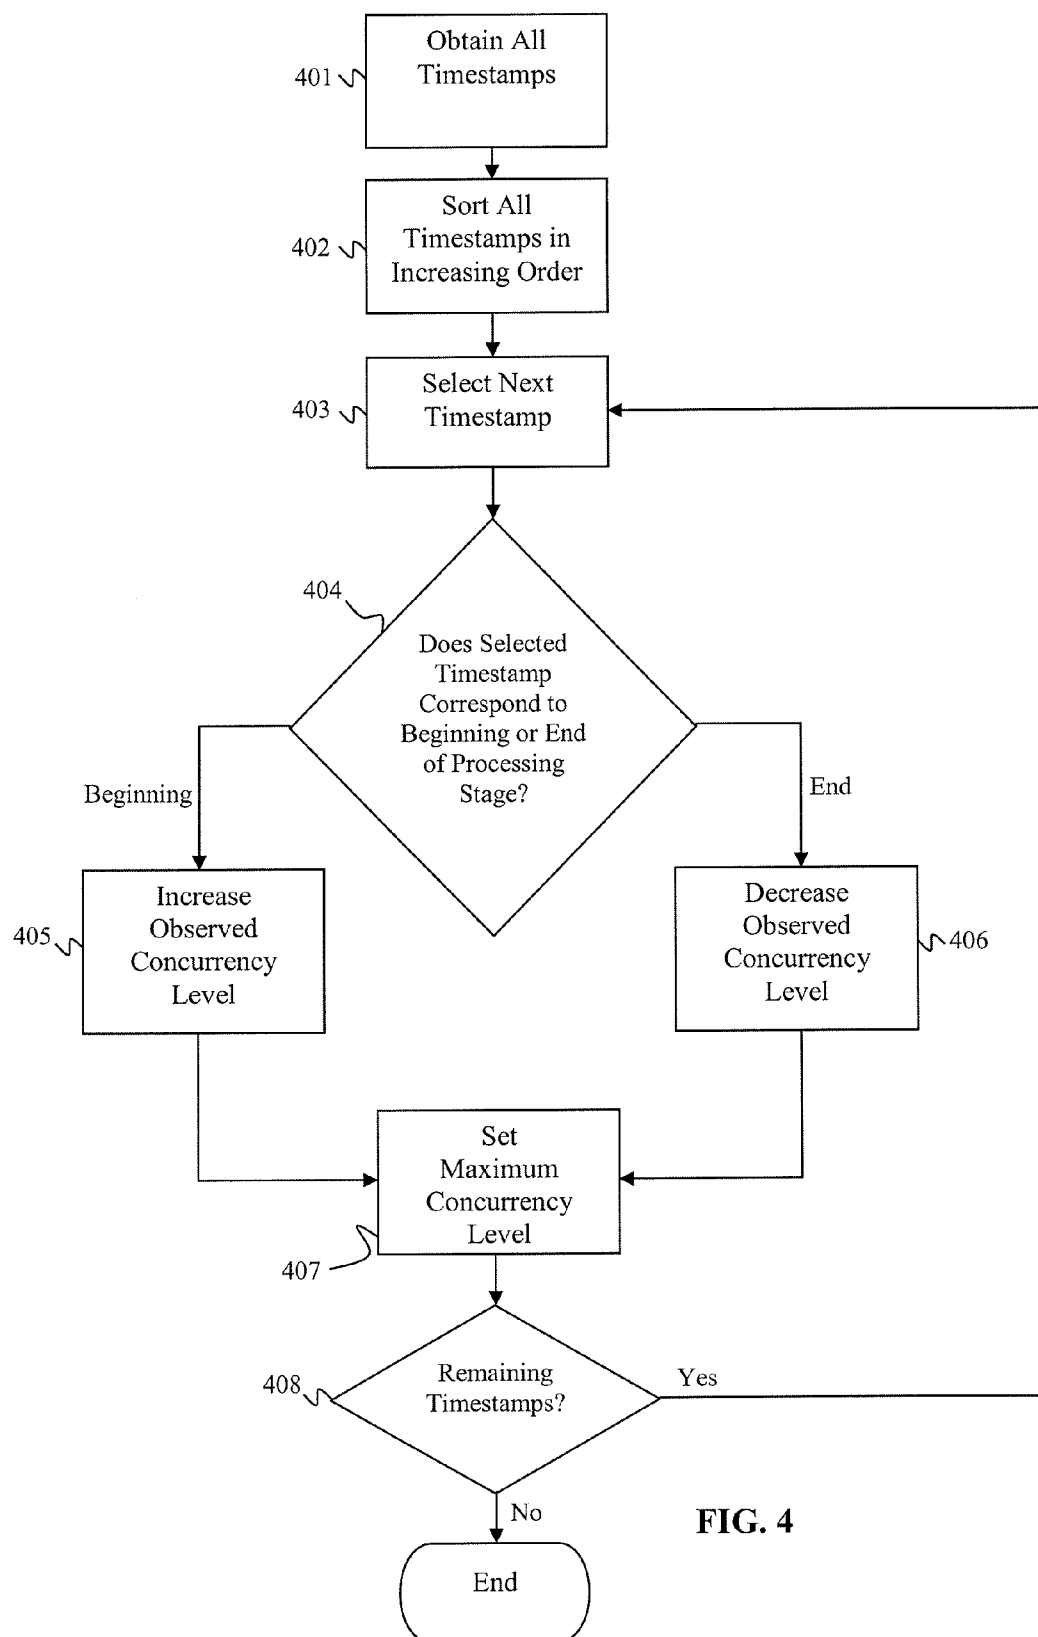 Obtain All
Timestamps
401
Sort All
Timestamps in
Increasing Order
402
Select Next
Timestamp
403
404
Does Selected
Timestamp
Correspond to
Beginning or End
of Processing
Stage?
Beginning
End
Increase
Observed
Concurrency
Level
405
Decrease
Observed
Concurrency
Level
406
Set
Maximum
Concurrency
Level
407
408
Remaining
Timestamps?
Yes
No
FIG. 4
End